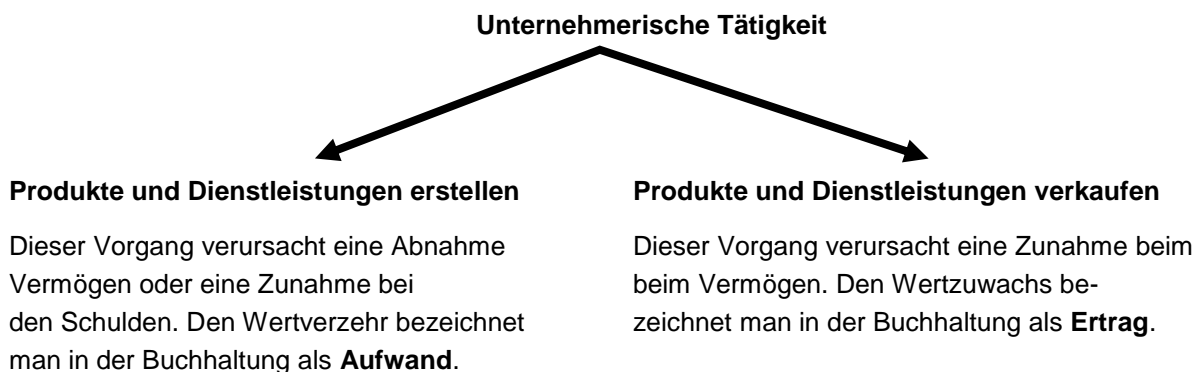 Unternehmerische Tätigkeit
Produkte und Dienstleistungen erstellen
Dieser Vorgang verursacht eine Abnahme
Vermögen oder eine Zunahme bei
den Schulden. Den Wertverzehr bezeichnet
man in der Buchhaltung als Aufwand.
Produkte und Dienstleistungen verkaufen
Dieser Vorgang verursacht eine Zunahme beim
beim Vermögen. Den Wertzuwachs be-
zeichnet man in der Buchhaltung als Ertrag.